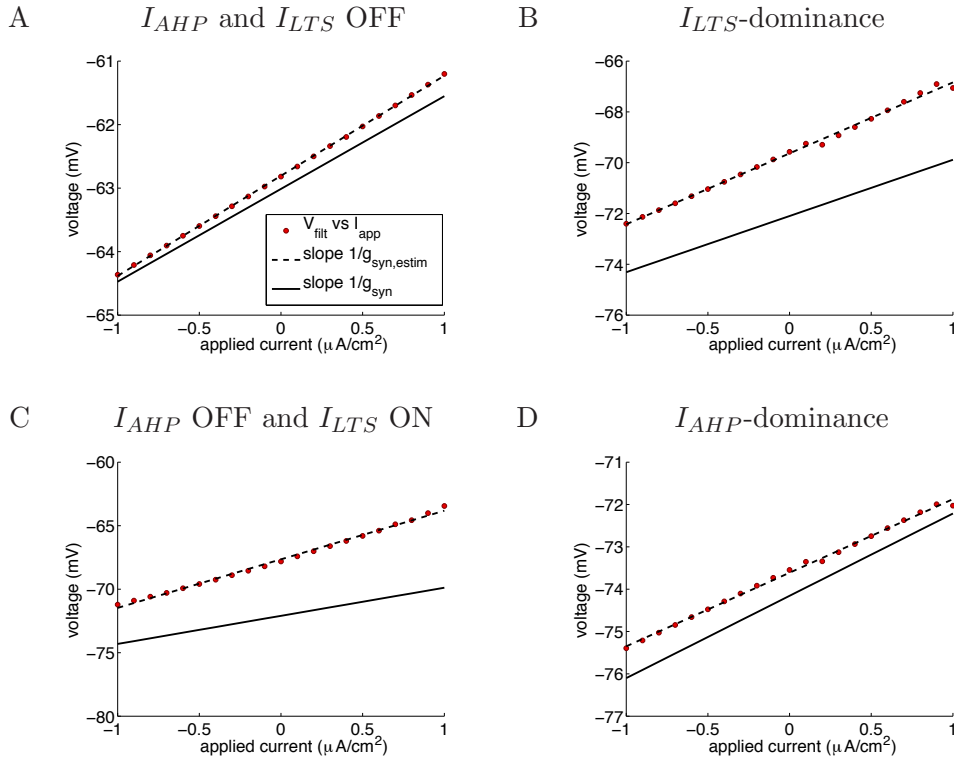 A I_AHP and I_LTS OFF
−61
−62
−63
−64
−65
voltage (mV)
V_filt vs I_app
slope 1/g_syn,estim
slope 1/g_syn
−1 −0.5 0 0.5 1
applied current (μA/cm²)
B I_LTS-dominance
−66
−68
−70
−72
−74
−76
voltage (mV)
−1 −0.5 0 0.5 1
applied current (μA/cm²)
C I_AHP OFF and I_LTS ON
−60
−65
−70
−75
−80
voltage (mV)
−1 −0.5 0 0.5 1
applied current (μA/cm²)
D I_AHP-dominance
−71
−72
−73
−74
−75
−76
−77
voltage (mV)
−1 −0.5 0 0.5 1
applied current (μA/cm²)